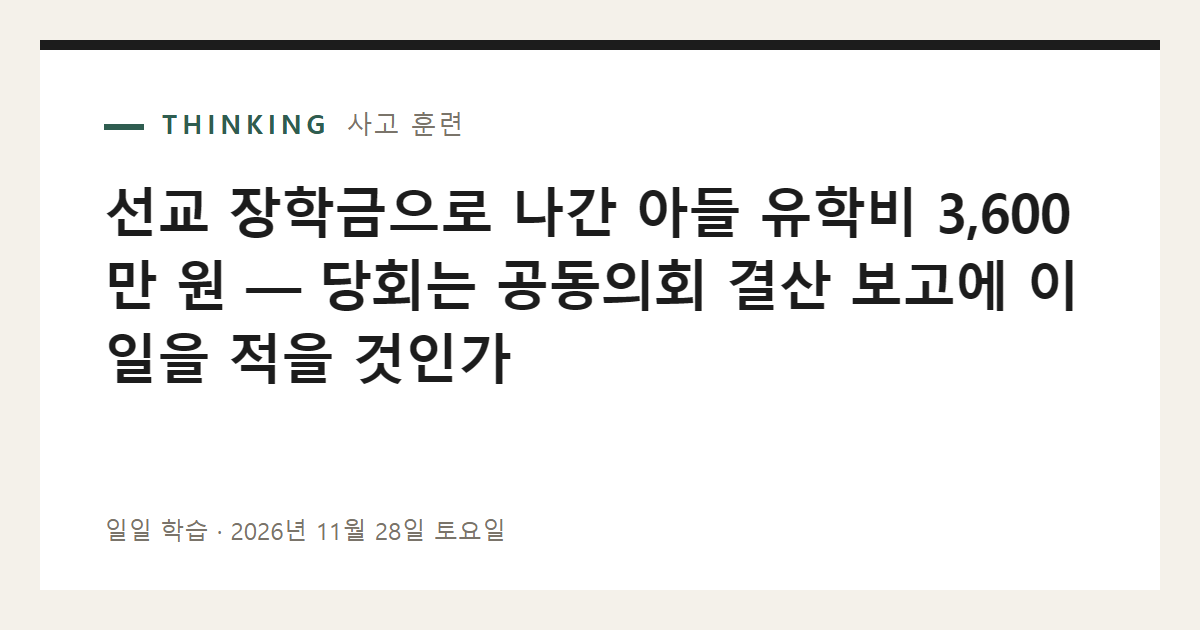 THINKING 사고 훈련
선교 장학금으로 나간 아들 유학비 3,600
만 원 — 당회는 공동의회 결산 보고에 이
일을 적을 것인가
일일 학습 · 2026년 11월 28일 토요일